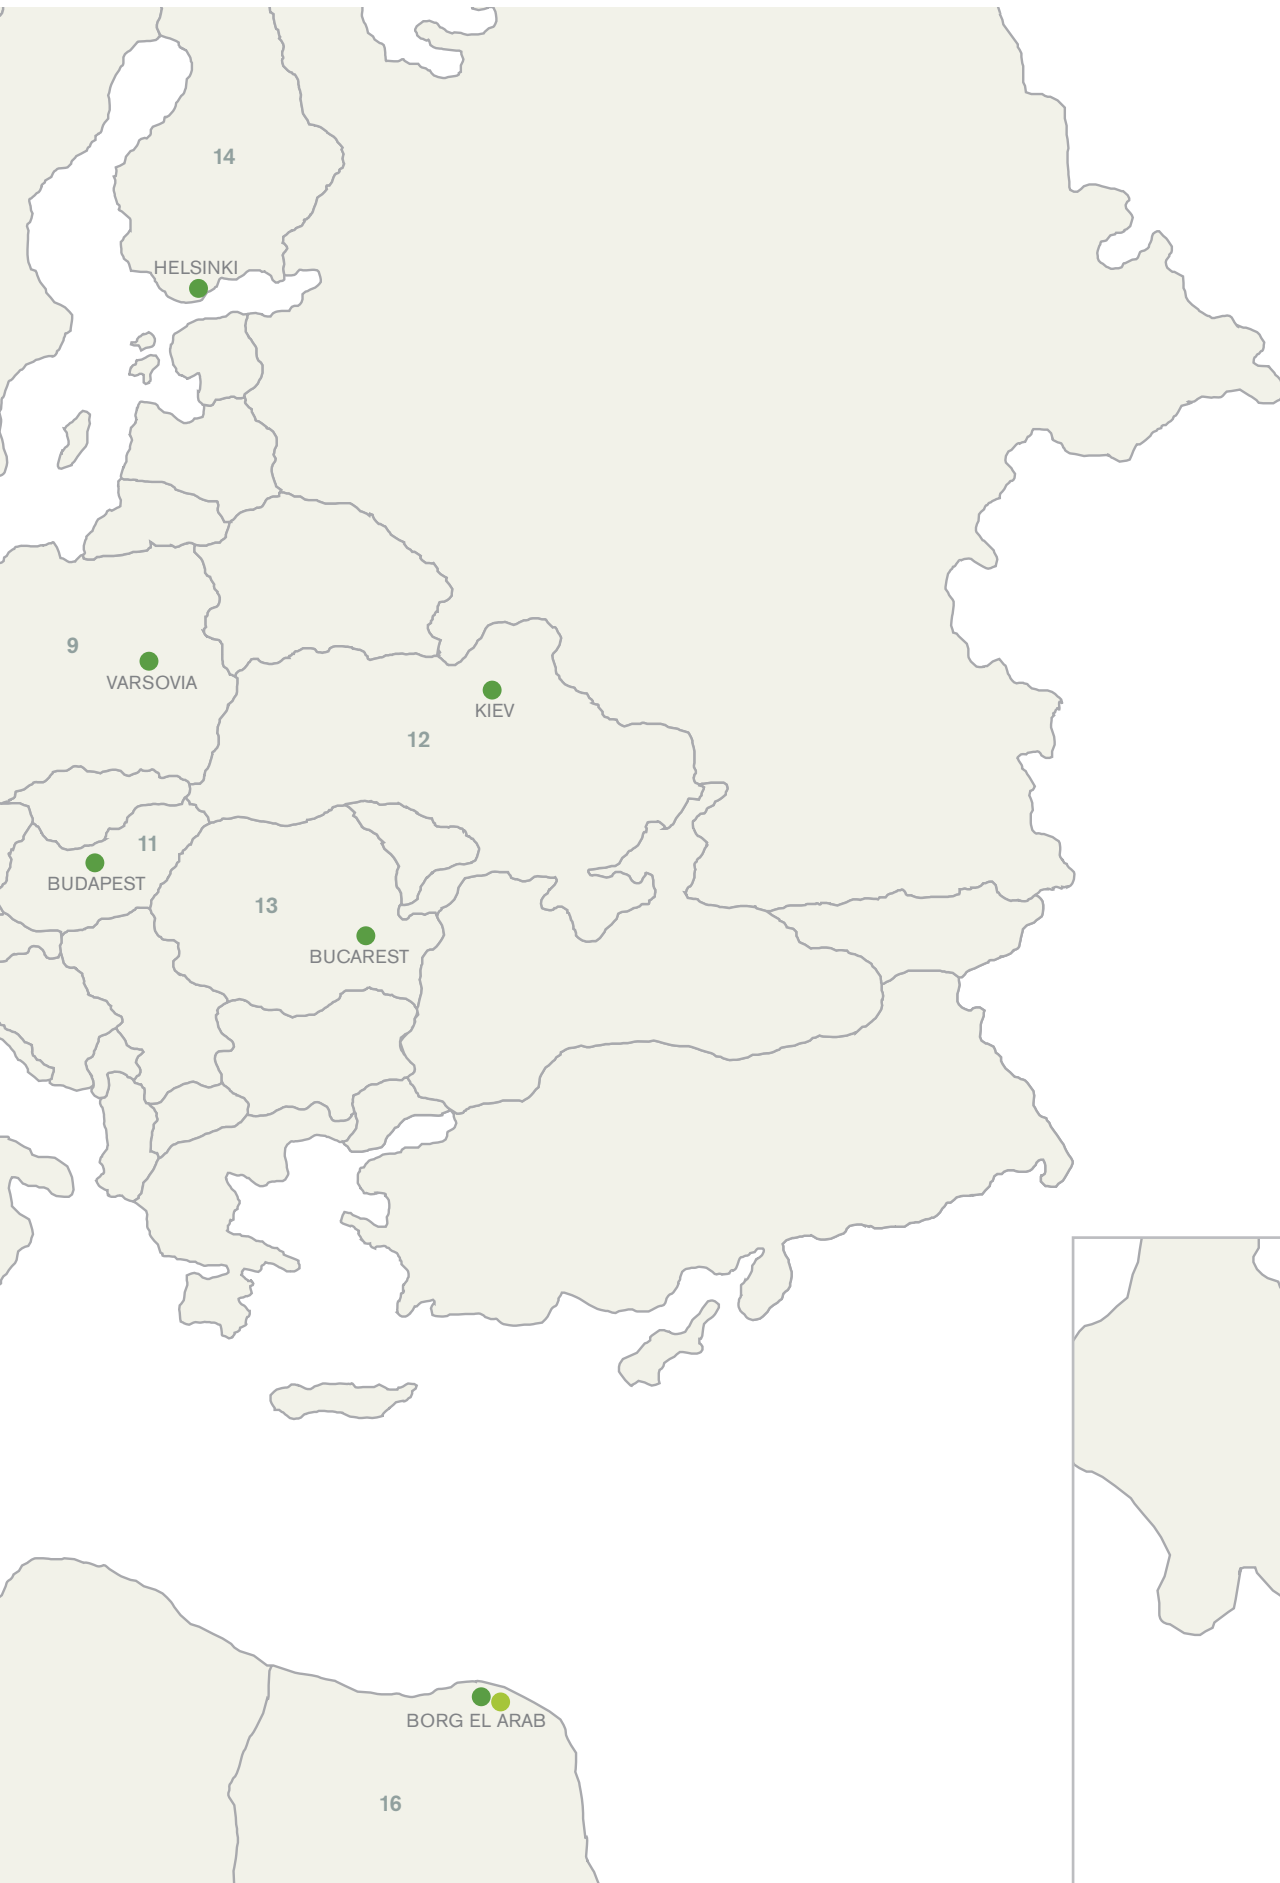 14
HELSINKI
9
VARSOVIA
KIEV
12
11
BUDAPEST
13
BUCAREST
BORG EL ARAB
16